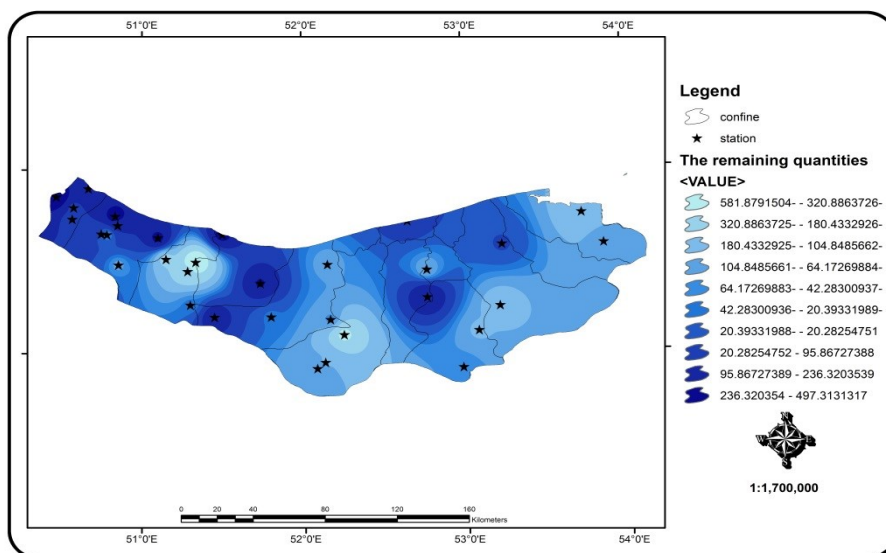 51°0'E 52°0'E 53°0'E 54°0'E
Legend
confine
station
The remaining quantities
<VALUE>
581.8791504- - 320.8863726-
320.8863725 - 180.4332926-
180.4332925 - 104.8485662-
104.8485661- - 64.17269884-
64.17269883 - 42.28300937-
42.28300936 - 20.39331989-
20.39331988- - 20.28254751
20.28254752 - 95.86727388
95.86727389 - 236.3203539
236.320354 - 497.3131317
1:1,700,000
0 10 20 40 80 120 160
Kilometers
51°0'E 52°0'E 53°0'E 54°0'E